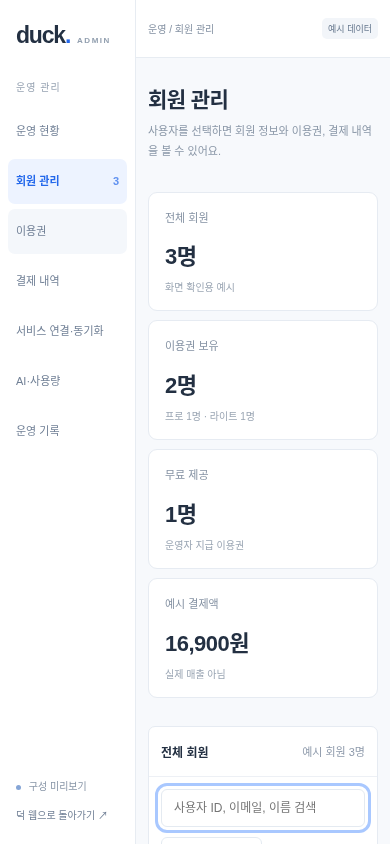 duck. ADMIN
운영 관리
운영 현황
회원 관리 3
이용권
결제 내역
서비스 연결·동기화
AI·사용량
운영 기록
구성 미리보기
덕 웹으로 돌아가기 ↗
운영 / 회원 관리
예시 데이터
회원 관리
사용자를 선택하면 회원 정보와 이용권, 결제 내역
을 볼 수 있어요.
전체 회원
3명
화면 확인용 예시
이용권 보유
2명
프로 1명 · 라이트 1명
무료 제공
1명
운영자 지급 이용권
예시 결제액
16,900원
실제 매출 아님
전체 회원
예시 회원 3명
사용자 ID, 이메일, 이름 검색